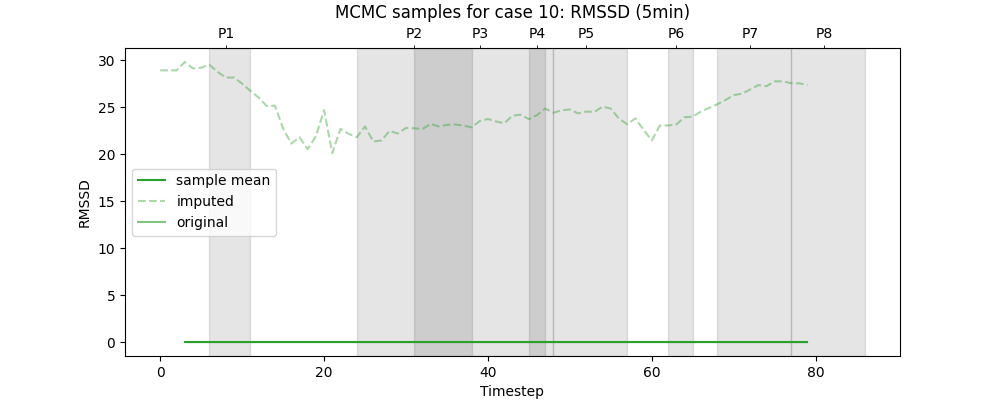 MCMC samples for case 10: RMSSD (5min)
P1 P2 P3 P4 P5 P6 P7 P8
30
25
20
15
10
5
0
RMSSD
sample mean
imputed
original
0 20 40 60 80
Timestep